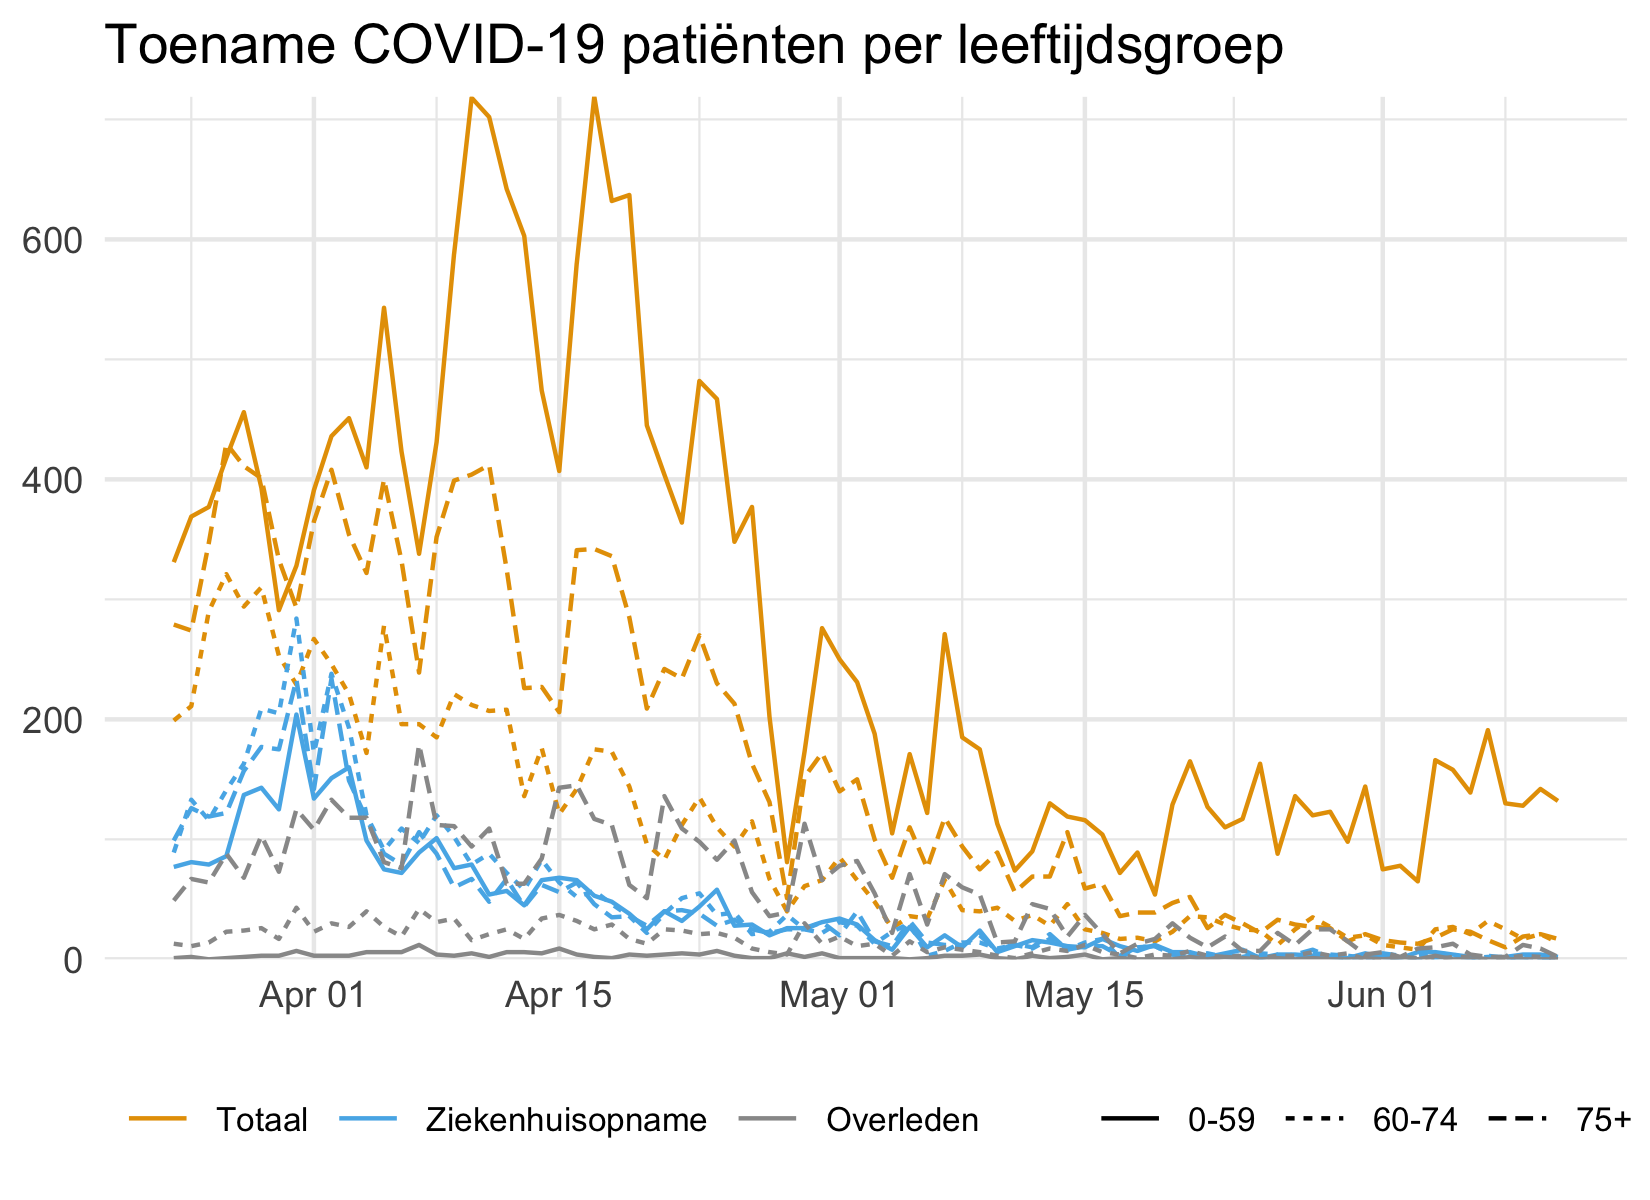 Toename COVID-19 patiënten per leeftijdsgroep
600
400
200
0
Apr 01 Apr 15 May 01 May 15 Jun 01
Totaal Ziekenhuisopname Overleden 0-59 60-74 75+